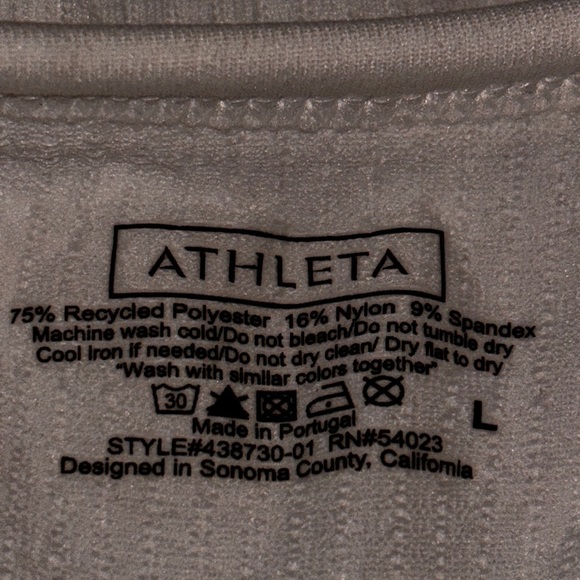 ATHLETA
75% Recycled Polyester 16% Nylon 9% Spandex
Machine wash cold/Do not bleach/Do not tumble dry
Cool Iron if needed/Do not dry clean/ Dry flat to dry
"Wash with similar colors together"
30
L
Made in Portugal
STYLE#438730-01 RN#54023
Designed in Sonoma County, California